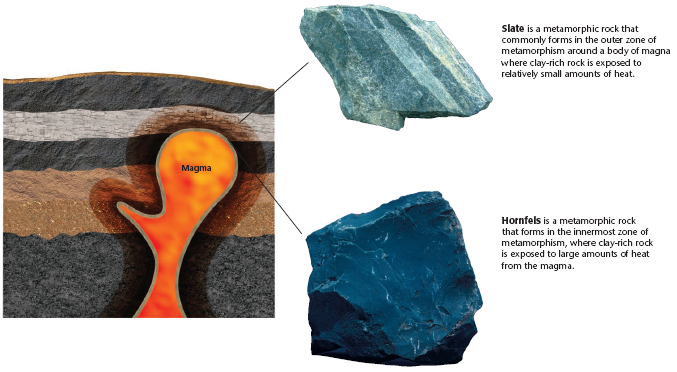 Slate is a metamorphic rock that
commonly forms in the outer zone of
metamorphism around a body of magna
where clay-rich rock is exposed to
relatively small amounts of heat.
Magma
Hornfels is a metamorphic rock
that forms in the innermost zone of
metamorphism, where clay-rich rock
is exposed to large amounts of heat
from the magma.